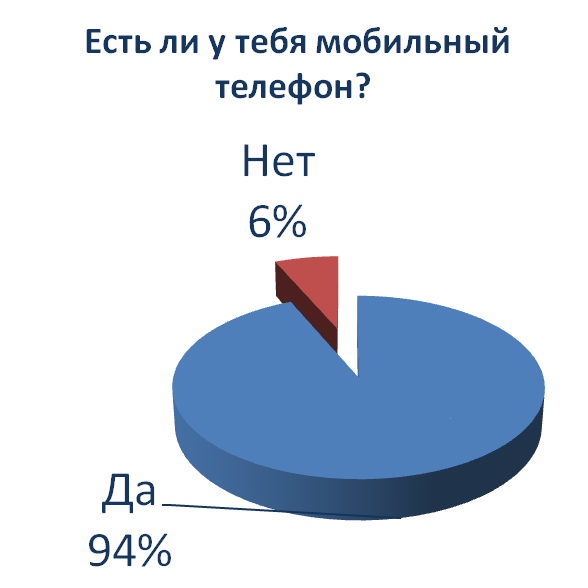 Есть ли у тебя мобильный
телефон?
Нет
6%
Да
94%